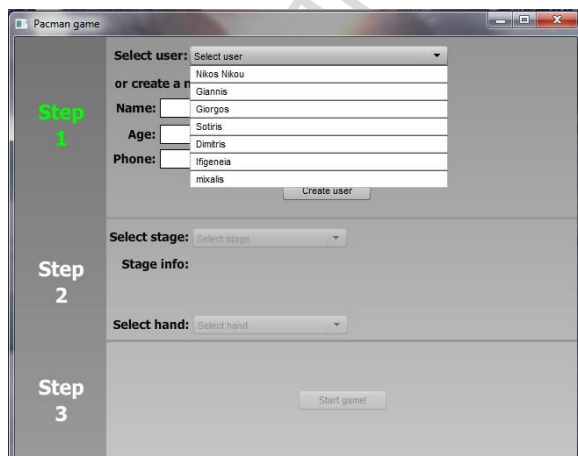 Pacman game
Select user: Select user
Nikos Nikou
or create a n
Giannis
Name: Giorgos
Sotiris
Age:
Dimitris
Phone: Ifigeneia
mixalis
Create user
Step
1
Select stage: Select stage
Stage info:
Step
2
Select hand: Select hand
Step
3
Start game!